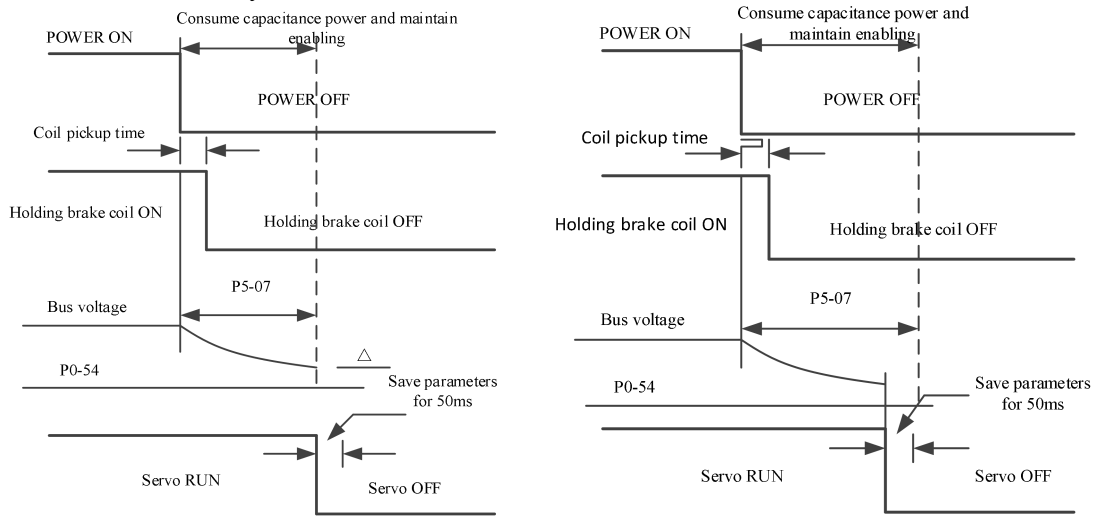 Consume capacitance power and maintain
enabling
POWER ON
POWER OFF
Coil pickup time
Holding brake coil ON
Holding brake coil OFF
P5-07
Bus voltage
△
P0-54
Save parameters
for 50ms
Servo RUN
Servo OFF
Consume capacitance power and
maintain enabling
POWER ON
POWER OFF
Coil pickup time
Holding brake coil ON
Holding brake coil OFF
P5-07
Bus voltage
P0-54
Save parameters
for 50ms
Servo RUN
Servo OFF